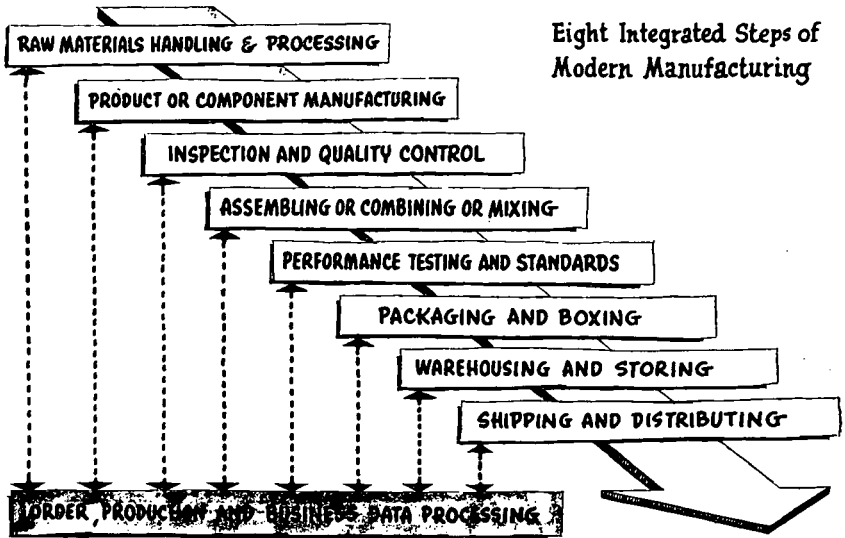 Eight Integrated Steps of
Modern Manufacturing
RAW MATERIALS HANDLING & PROCESSING
PRODUCT OR COMPONENT MANUFACTURING
INSPECTION AND QUALITY CONTROL
ASSEMBLING OR COMBINING OR MIXING
PERFORMANCE TESTING AND STANDARDS
PACKAGING AND BOXING
WAREHOUSING AND STORING
SHIPPING AND DISTRIBUTING
ORDER, PRODUCTION AND BUSINESS DATA PROCESSING